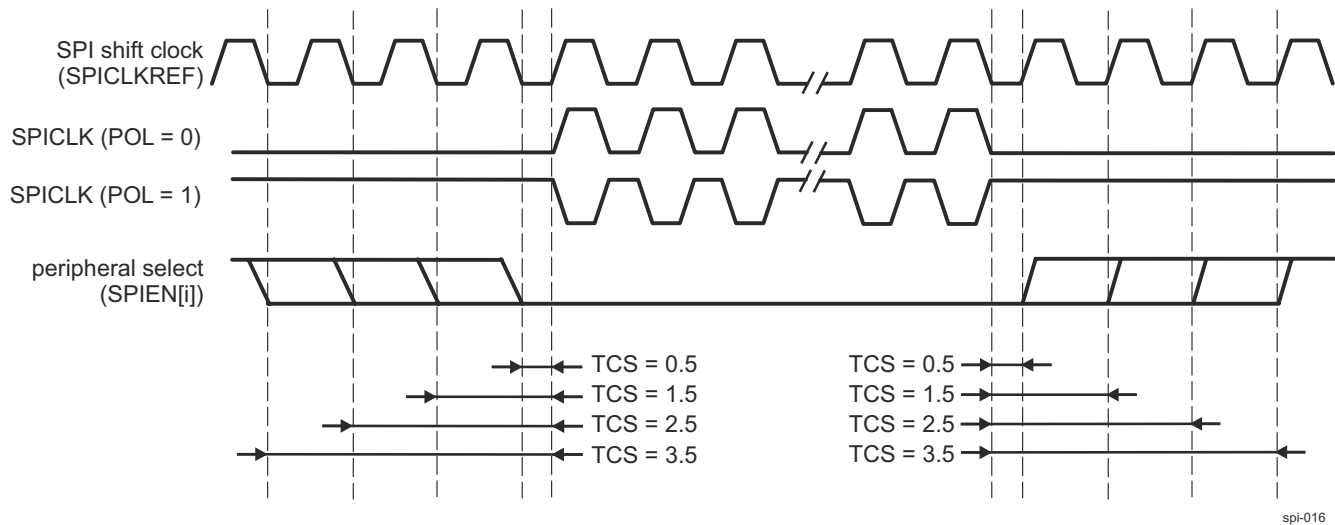 SPI shift clock
(SPICLKREF)
SPICLK (POL = 0)
SPICLK (POL = 1)
peripheral select
(SPIEN[i])
TCS = 0.5
TCS = 1.5
TCS = 2.5
TCS = 3.5
TCS = 0.5
TCS = 1.5
TCS = 2.5
TCS = 3.5
spi-016